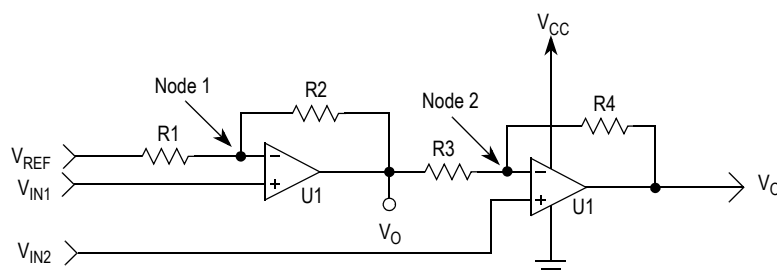 V_CC
Node 1
R2
Node 2
R4
R1
R3
V_REF
V_IN1
U1
U1
V_O
V_O
V_IN2